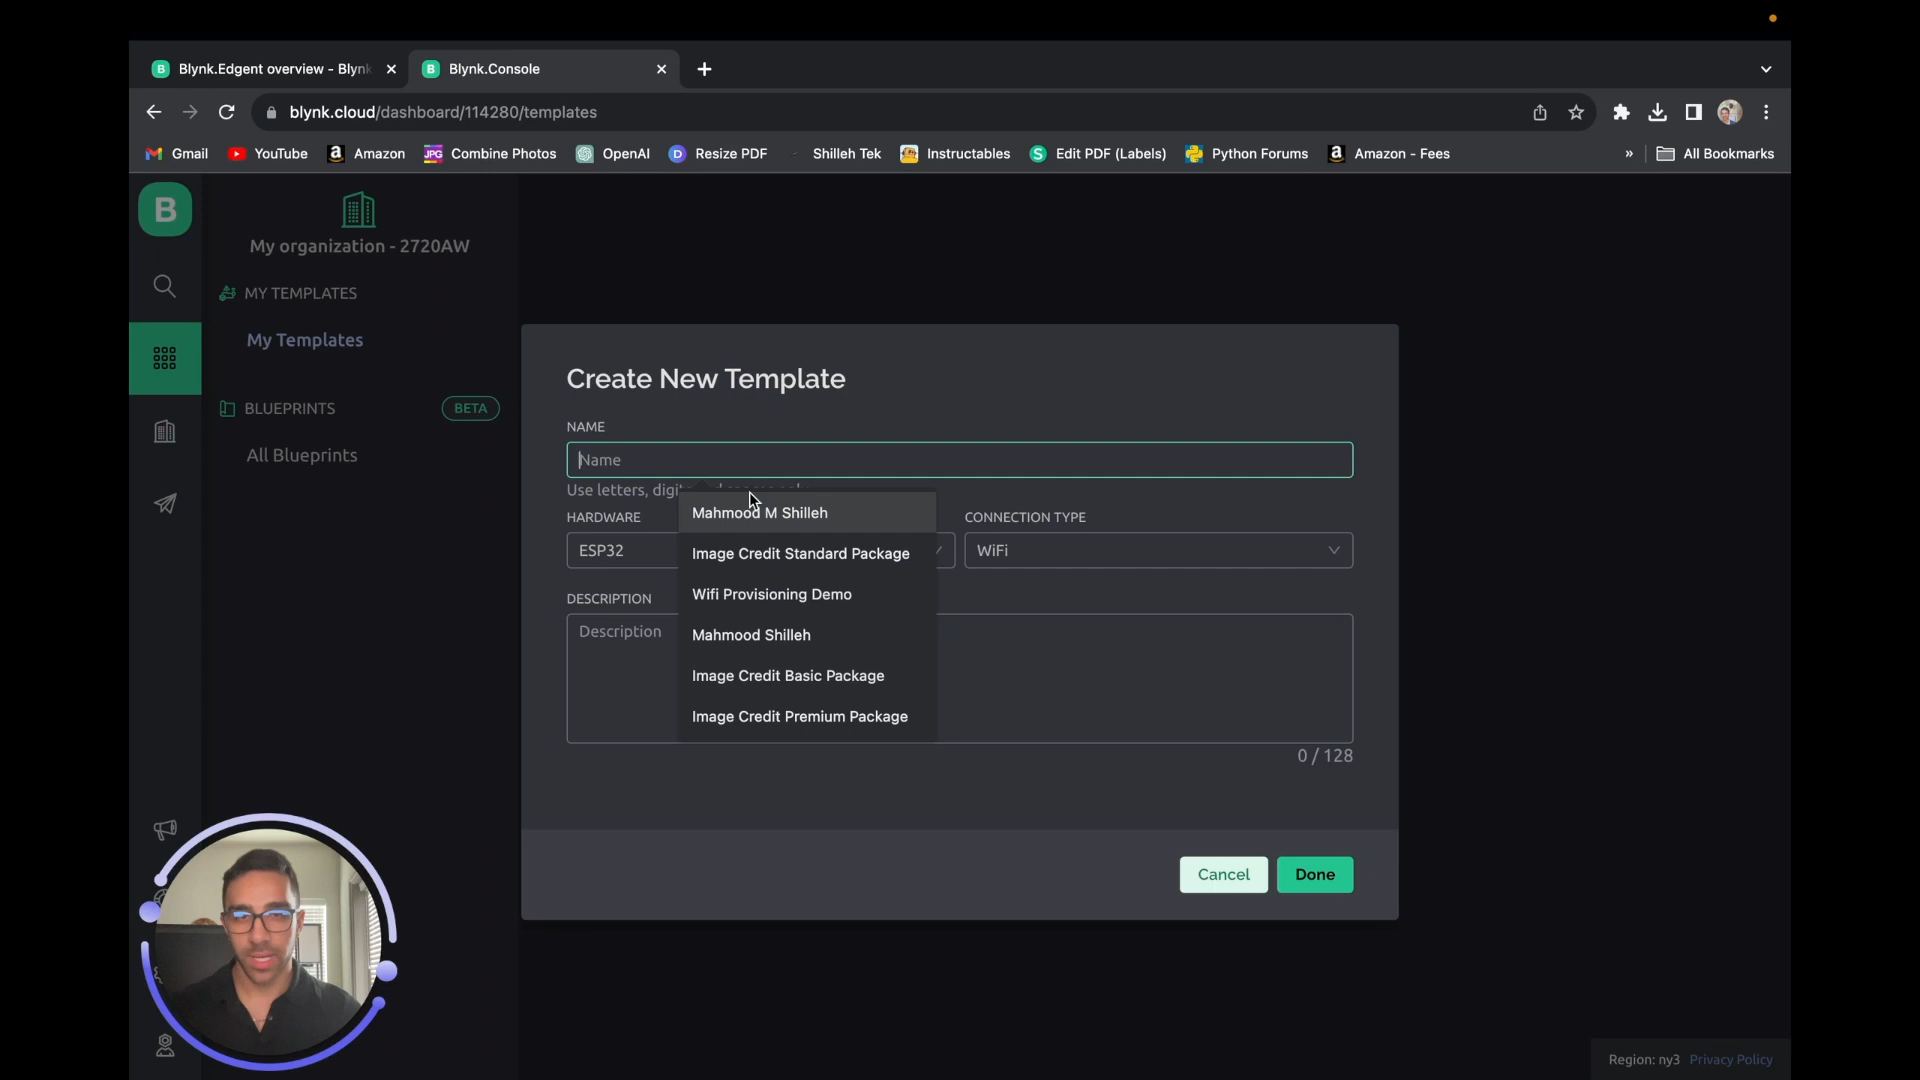 Blynk.Edgent overview - Blynk
Blynk.Console
blynk.cloud/dashboard/114280/templates
Gmail
YouTube
Amazon
JPG Combine Photos
OpenAI
D Resize PDF
Shilleh Tek
Instructables
S Edit PDF (Labels)
Python Forums
Amazon - Fees
»
All Bookmarks
B
My organization - 2720AW
MY TEMPLATES
My Templates
BLUEPRINTS
BETA
All Blueprints
Create New Template
NAME
Name
Use letters, digits
HARDWARE
ESP32
CONNECTION TYPE
WiFi
Mahmood M Shilleh
Image Credit Standard Package
Wifi Provisioning Demo
Mahmood Shilleh
Image Credit Basic Package
Image Credit Premium Package
DESCRIPTION
Description
0 / 128
Cancel
Done
Region: ny3 Privacy Policy